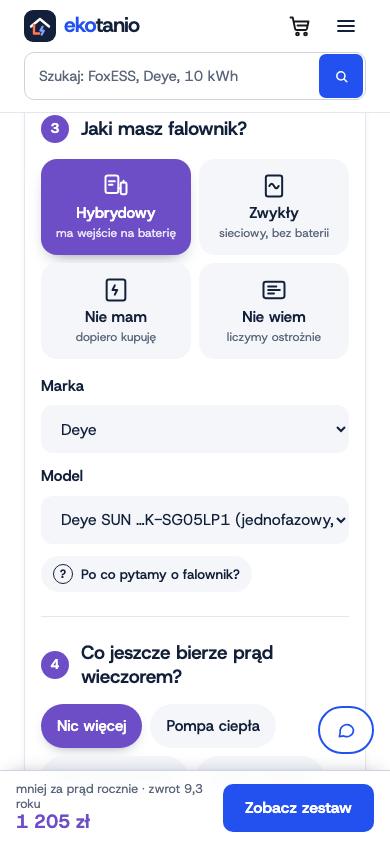 ekotanio
Szukaj: FoxESS, Deye, 10 kWh
3 Jaki masz falownik?
Hybrydowy
ma wejście na baterię
Zwykły
sieciowy, bez baterii
Nie mam
dopiero kupuję
Nie wiem
liczymy ostrożnie
Marka
Deye
Model
Deye SUN ...K-SG05LP1 (jednofazowy,
? Po co pytamy o falownik?
4 Co jeszcze bierze prąd
wieczorem?
Nic więcej
Pompa ciepła
mniej za prąd rocznie · zwrot 9,3
roku
1 205 zł
Zobacz zestaw